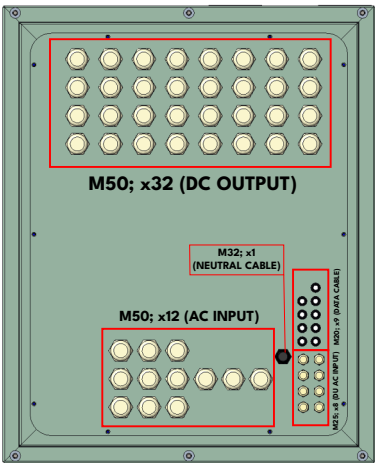 M50; x32 (DC OUTPUT)
M32; x1
(NEUTRAL CABLE)
M20; x9 (DATA CABLE)
M50; x12 (AC INPUT)
M25; x8 (DU AC INPUT)